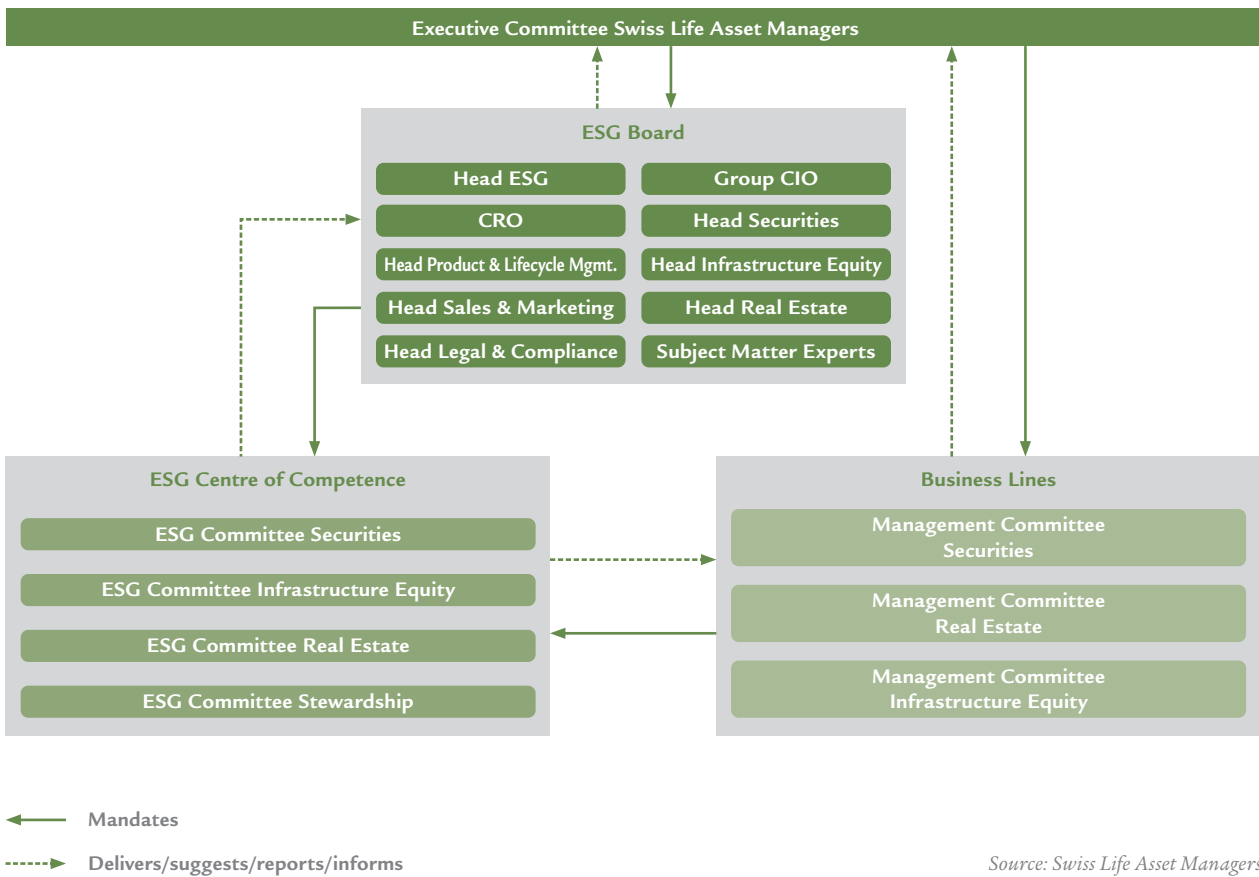 Executive Committee Swiss Life Asset Managers
ESG Board
Head ESG
Group CIO
CRO
Head Securities
Head Product & Lifecycle Mgmt.
Head Infrastructure Equity
Head Sales & Marketing
Head Real Estate
Head Legal & Compliance
Subject Matter Experts
ESG Centre of Competence
ESG Committee Securities
ESG Committee Infrastructure Equity
ESG Committee Real Estate
ESG Committee Stewardship
Business Lines
Management Committee
Securities
Management Committee
Real Estate
Management Committee
Infrastructure Equity
Mandates
Delivers/suggests/reports/informs
Source: Swiss Life Asset Managers